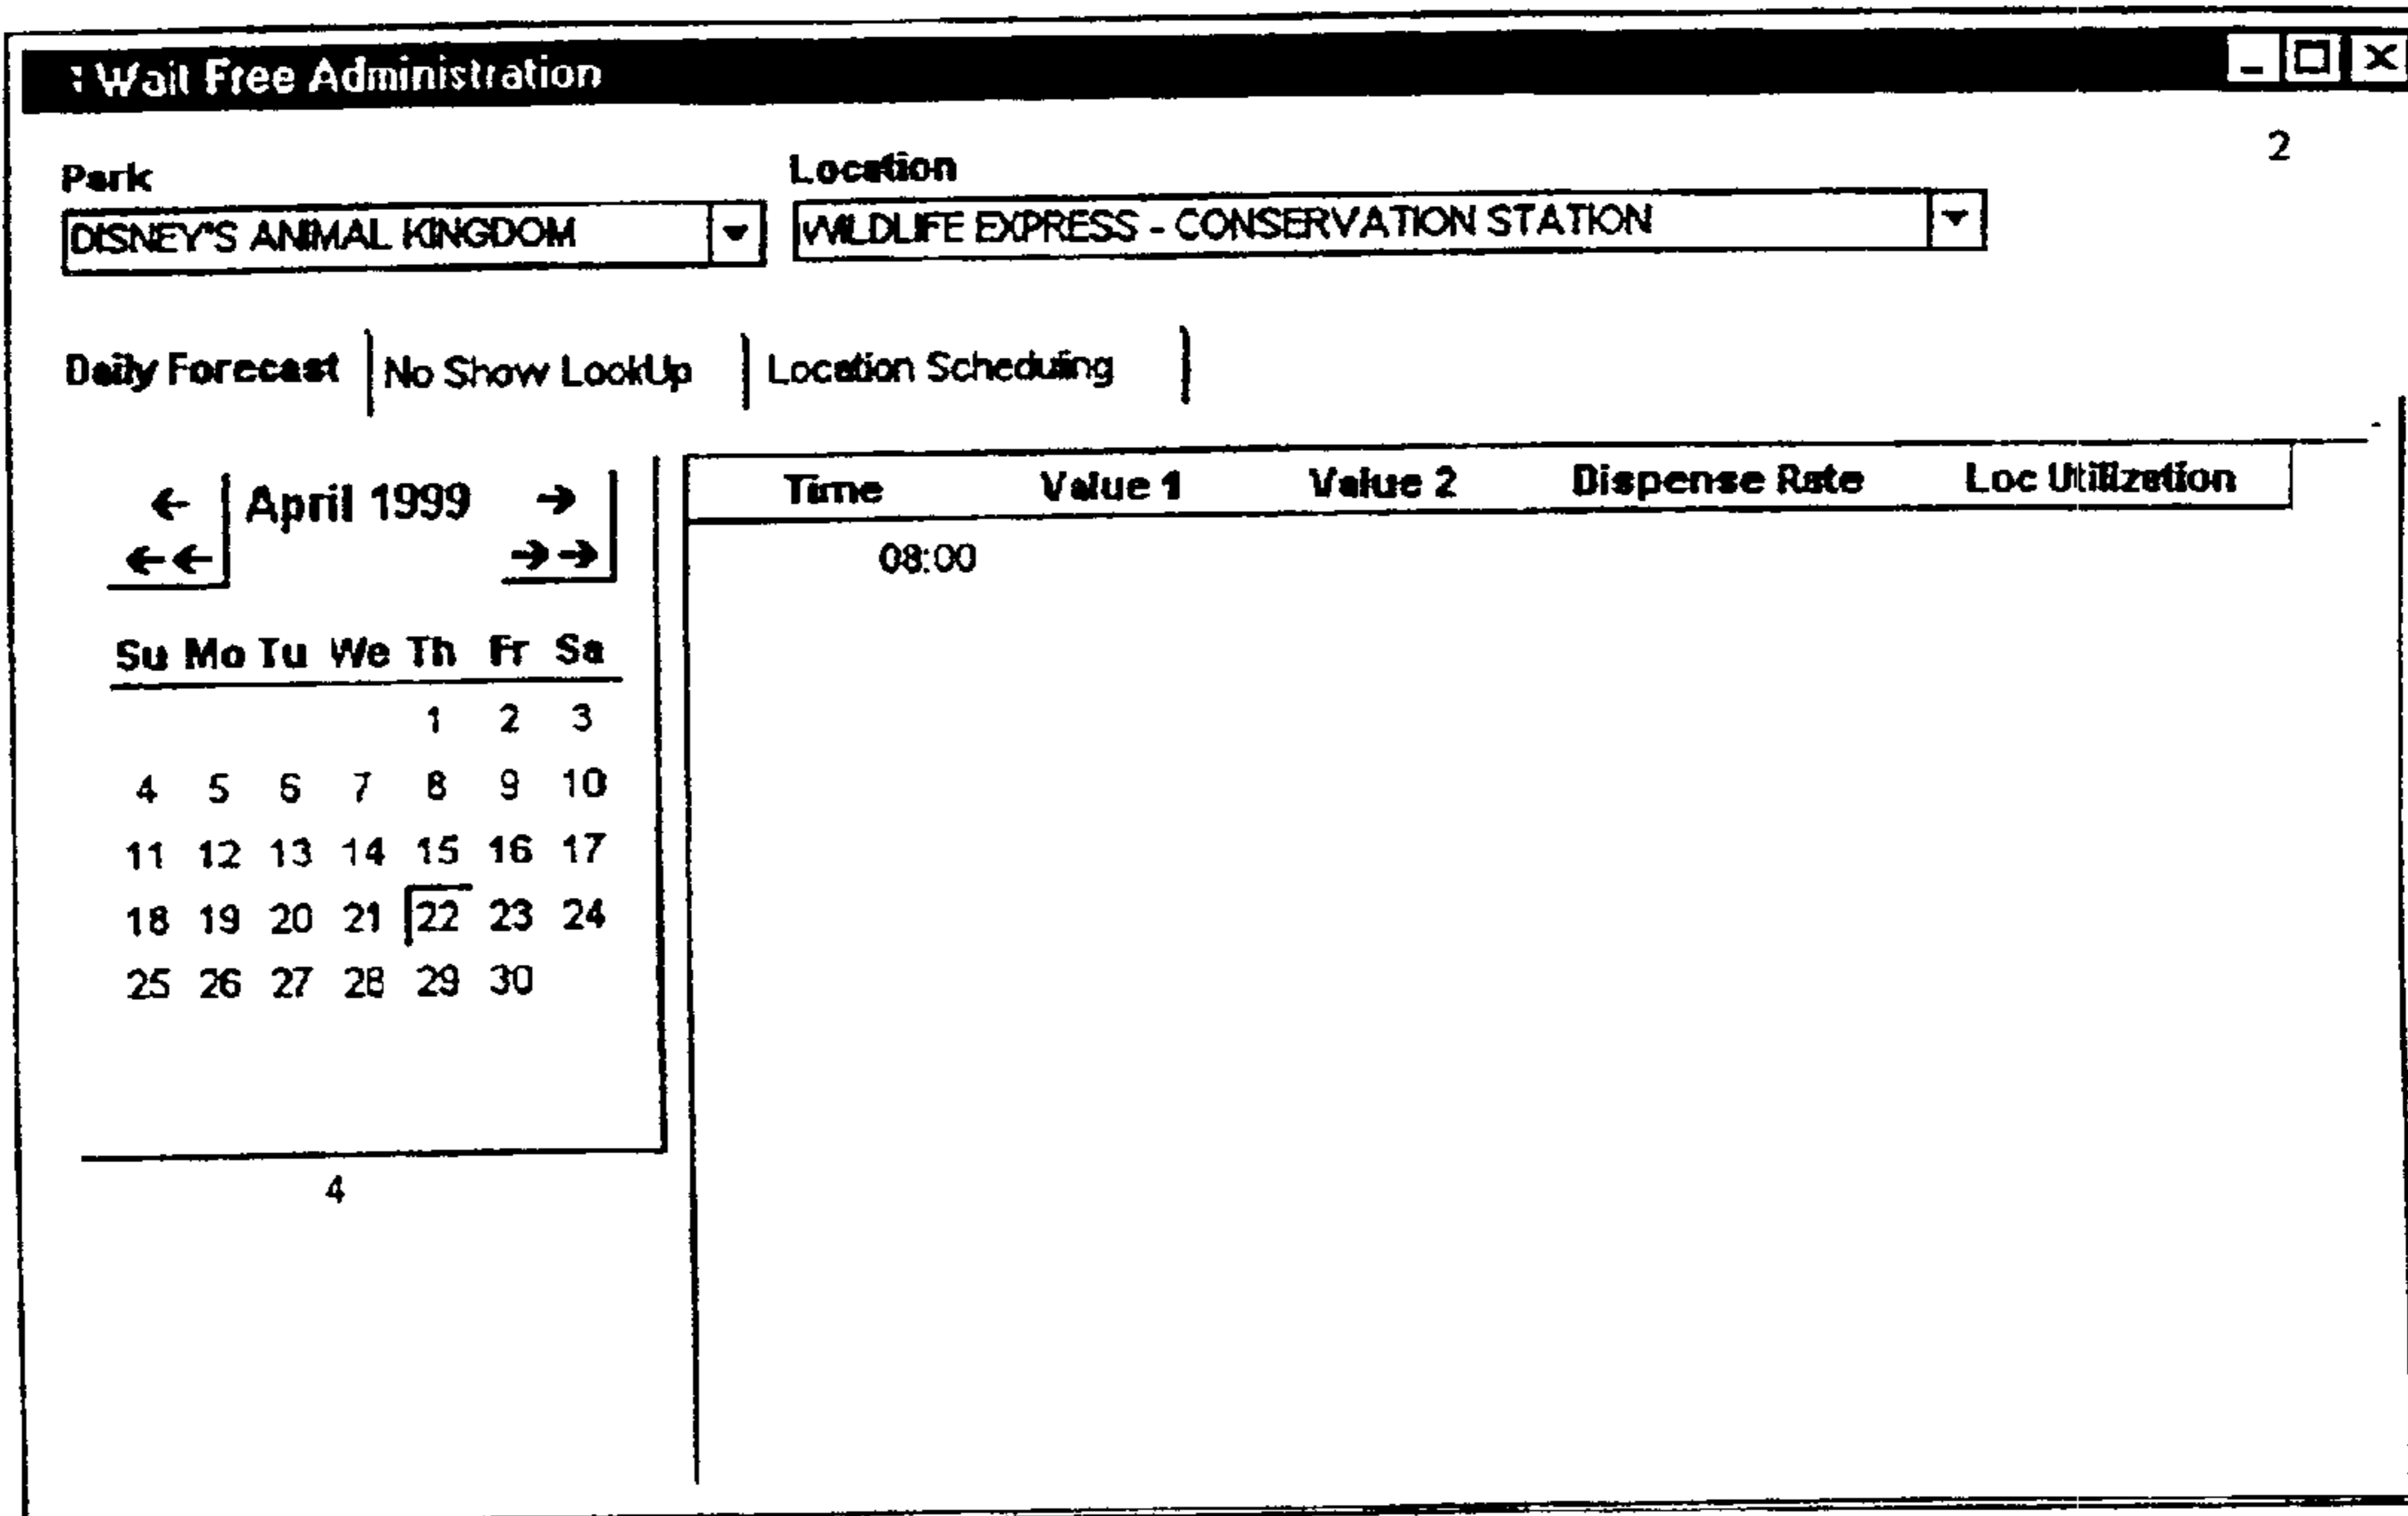 : Wait Free Administration
2
Park
Location
DISNEY'S ANIMAL KINGDOM
WILDLIFE EXPRESS - CONSERVATION STATION
Daily Forecast No Show LookUp Location Scheduling
← April 1999 →
←← →→
Time Value 1 Value 2 Dispense Rate Loc Utilization
08:00
Su Mo Tu We Th Fr Sa
1 2 3
4 5 6 7 8 9 10
11 12 13 14 15 16 17
18 19 20 21 22 23 24
25 26 27 28 29 30
4